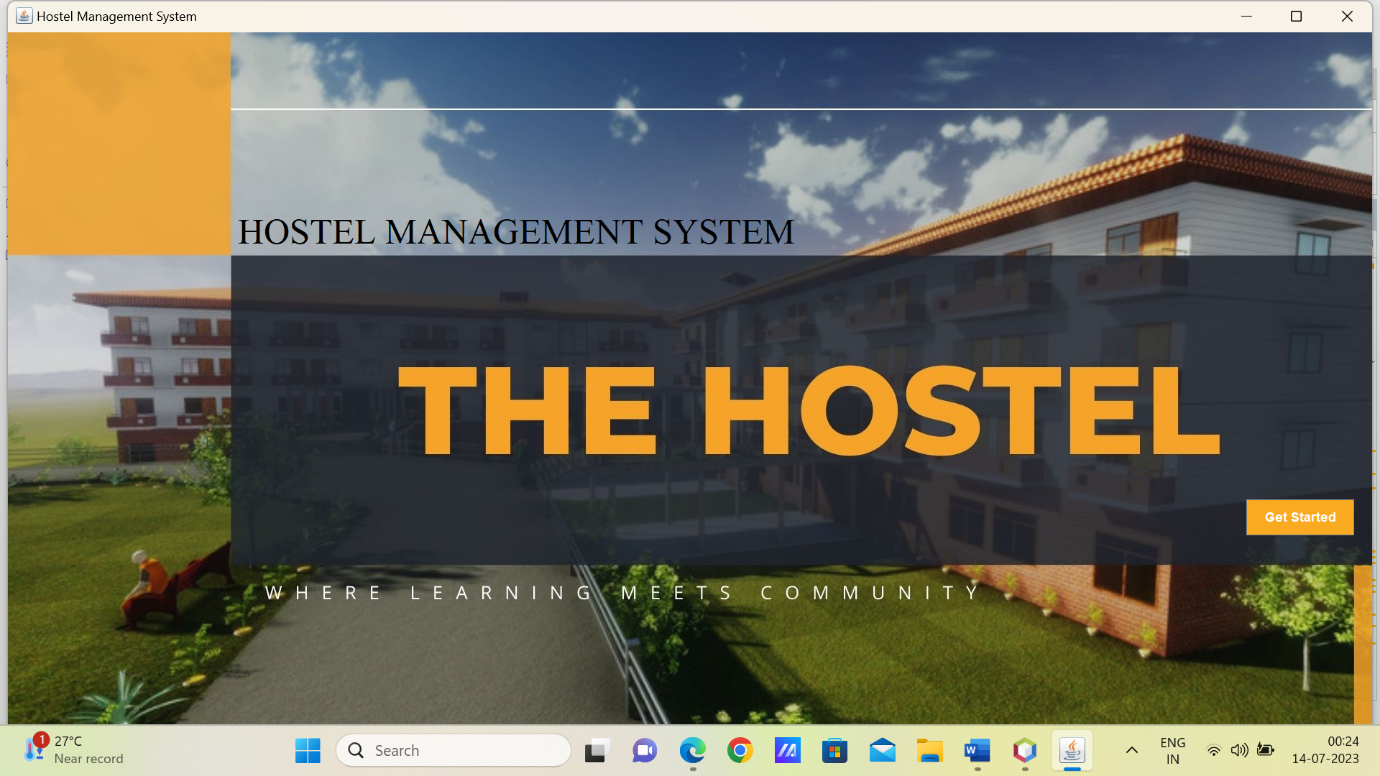 Hostel Management System
HOSTEL MANAGEMENT SYSTEM
THE HOSTEL
Get Started
WHERE LEARNING MEETS COMMUNITY
1
27°C
Near record
Search
ENG
IN
00:24
14-07-2023